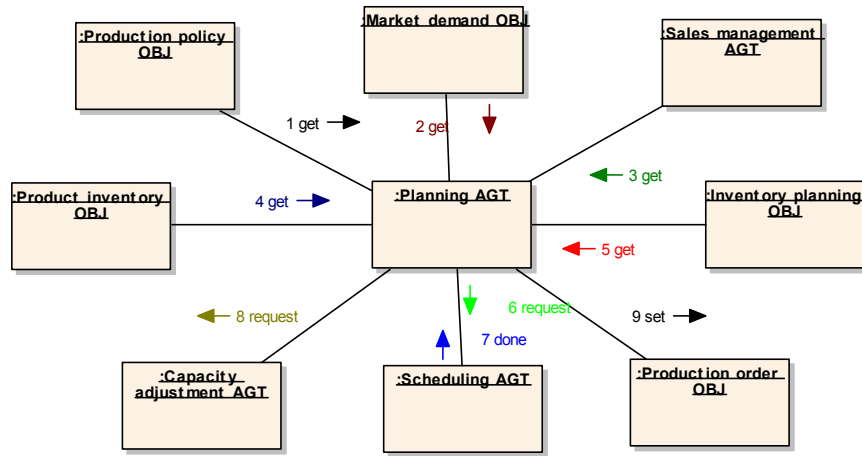 :Production policy
OBJ
:Market demand OBJ
:Sales management
AGT
1 get
2 get
3 get
:Product inventory
OBJ
4 get
:Planning AGT
:Inventory planning
OBJ
5 get
8 request
6 request
9 set
7 done
:Capacity
adjustment AGT
:Scheduling AGT
:Production order
OBJ